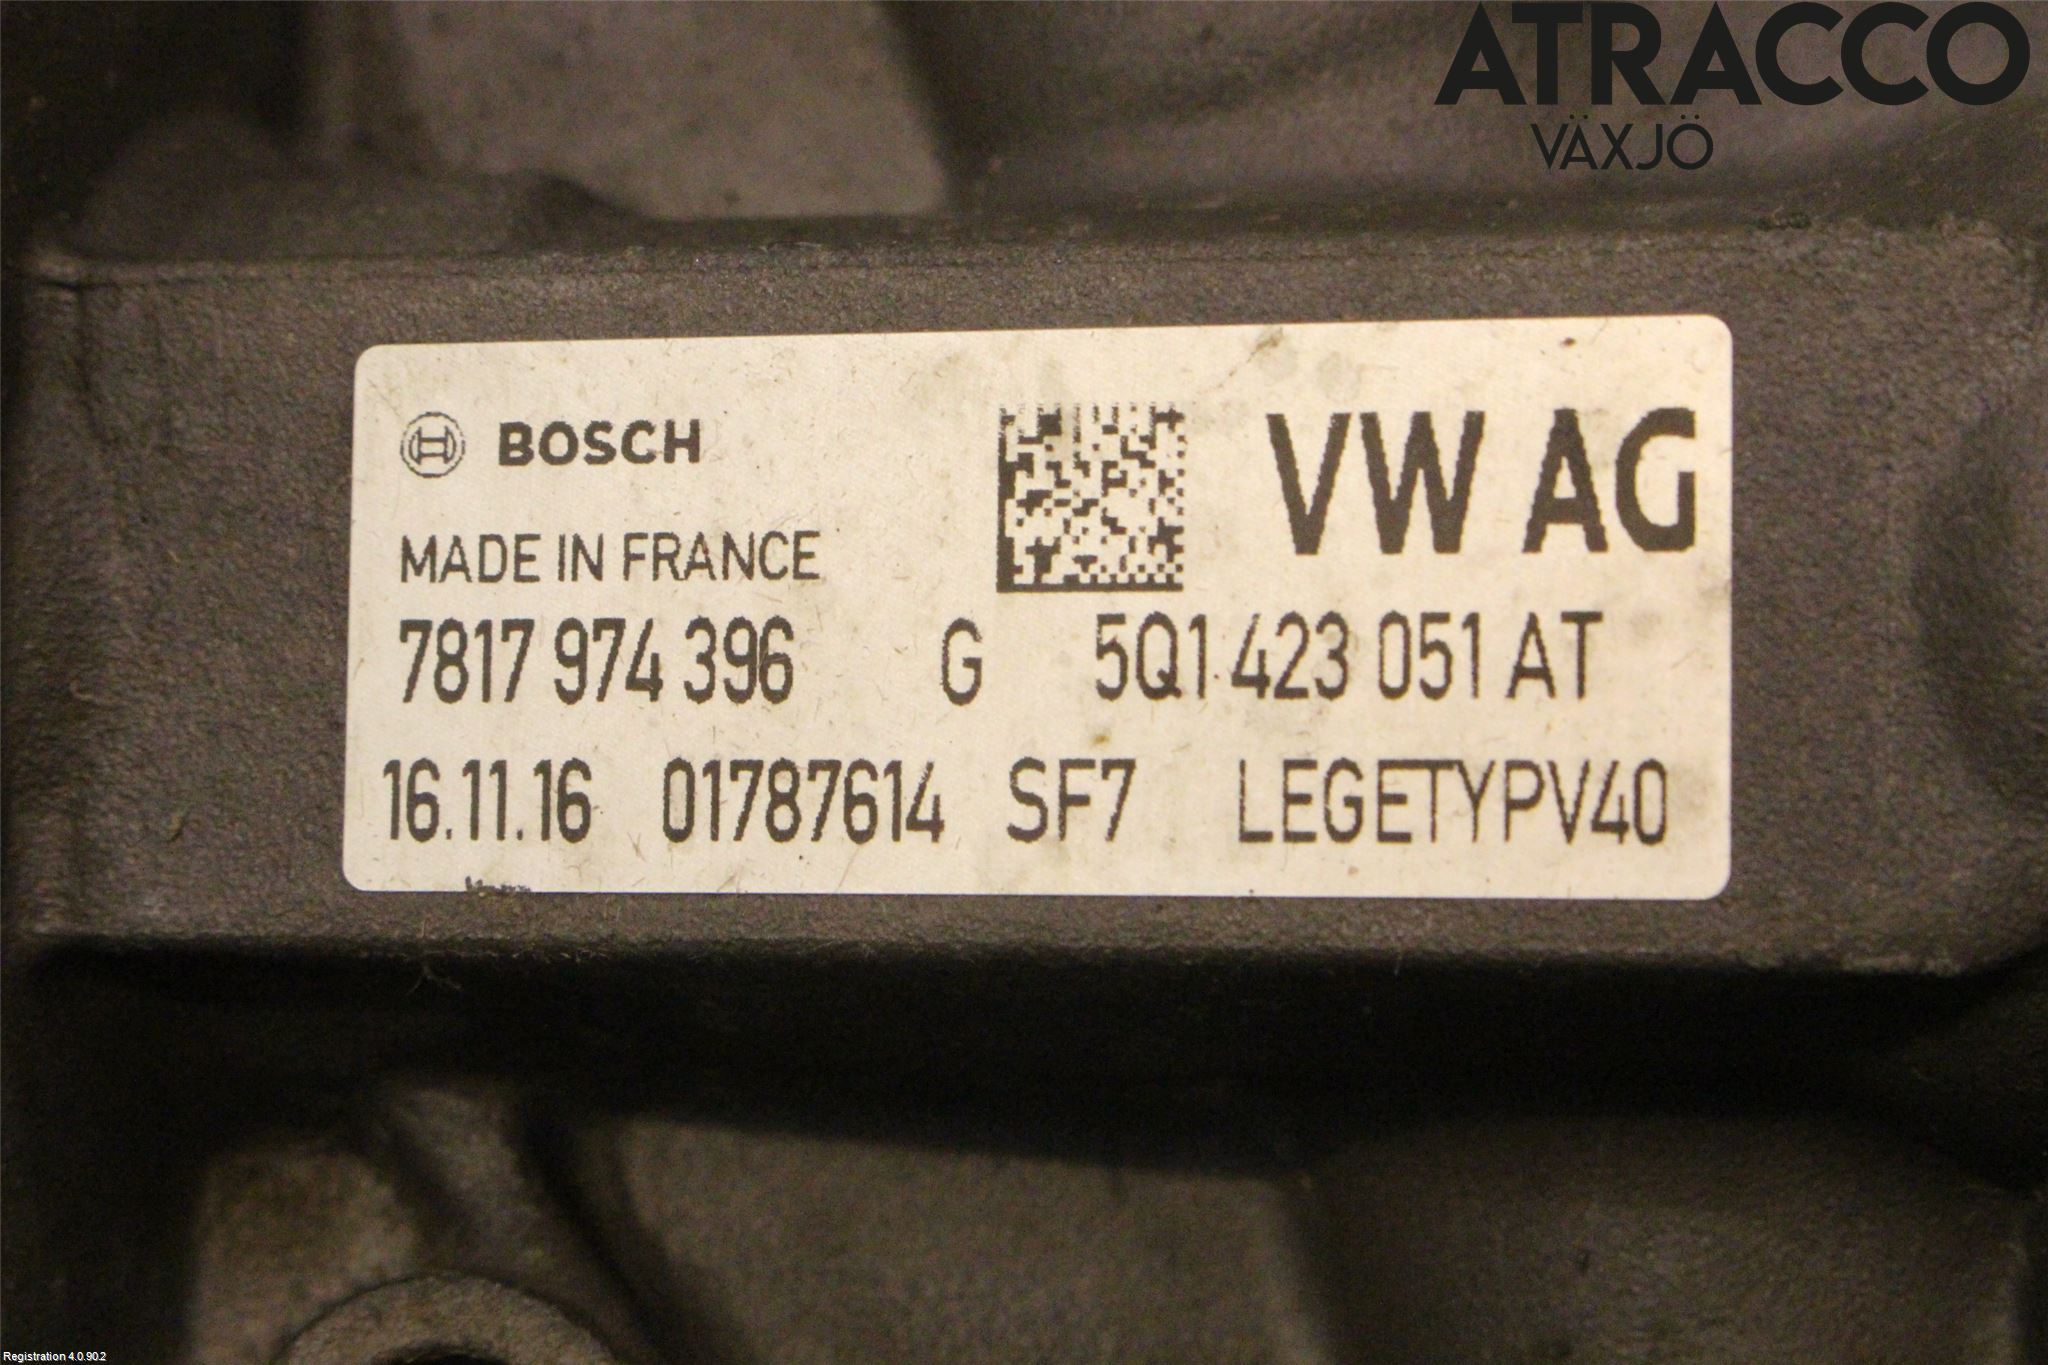 ATRACCO
VÄXJÖ
BOSCH
VW AG
MADE IN FRANCE
7817 974 396 G 5Q1 423 051 AT
16.11.16 01787614 SF7 LEGETYPV40
Registration 4.0.90.2